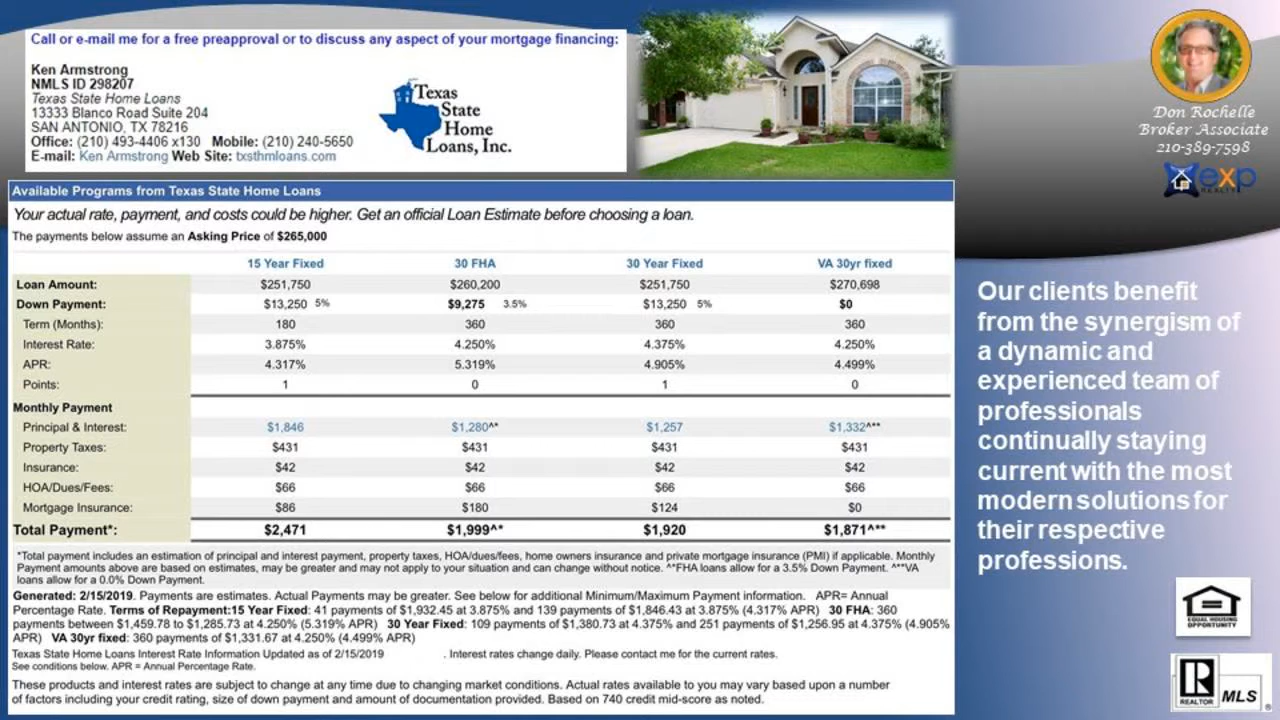 Call or e-mail me for a free preapproval or to discuss any aspect of your mortgage financing:
Ken Armstrong
NMLS ID 298207
Texas State Home Loans
13333 Blanco Road Suite 204
SAN ANTONIO, TX 78216
Office: (210) 493-4406 x130 Mobile: (210) 240-5650
E-mail: Ken Armstrong Web Site: txsthmloans.com
Texas
State
Home
Loans, Inc.
Don Rochelle
Broker Associate
210-389-7598
exp
REALTY
Available Programs from Texas State Home Loans
Your actual rate, payment, and costs could be higher. Get an official Loan Estimate before choosing a loan.
The payments below assume an Asking Price of $265,000
15 Year Fixed 30 FHA 30 Year Fixed VA 30yr fixed
Loan Amount: $251,750 $260,200 $251,750 $270,698
Down Payment: $13,250 5% $9,275 3.5% $13,250 5% $0
Term (Months): 180 360 360 360
Interest Rate: 3.875% 4.250% 4.375% 4.250%
APR: 4.317% 5.319% 4.905% 4.499%
Points: 1 0 1 0
Monthly Payment
Principal & Interest: $1,846 $1,280^* $1,257 $1,332^**
Property Taxes: $431 $431 $431 $431
Insurance: $42 $42 $42 $42
HOA/Dues/Fees: $66 $66 $66 $66
Mortgage Insurance: $86 $180 $124 $0
Total Payment*: $2,471 $1,999^* $1,920 $1,871^**
*Total payment includes an estimation of principal and interest payment, property taxes, HOA/dues/fees, home owners insurance and private mortgage insurance (PMI) if applicable. Monthly
Payment amounts above are based on estimates, may be greater and may not apply to your situation and can change without notice. ^*FHA loans allow for a 3.5% Down Payment. ^**VA
loans allow for a 0.0% Down Payment.
Generated: 2/15/2019. Payments are estimates. Actual Payments may be greater. See below for additional Minimum/Maximum Payment information. APR= Annual
Percentage Rate. Terms of Repayment:15 Year Fixed: 41 payments of $1,932.45 at 3.875% and 139 payments of $1,846.43 at 3.875% (4.317% APR) 30 FHA: 360
payments between $1,459.78 to $1,285.73 at 4.250% (5.319% APR) 30 Year Fixed: 109 payments of $1,380.73 at 4.375% and 251 payments of $1,256.95 at 4.375% (4.905%
APR) VA 30yr fixed: 360 payments of $1,331.67 at 4.250% (4.499% APR)
Texas State Home Loans Interest Rate Information Updated as of 2/15/2019 . Interest rates change daily. Please contact me for the current rates.
See conditions below. APR = Annual Percentage Rate.
These products and interest rates are subject to change at any time due to changing market conditions. Actual rates available to you may vary based upon a number
of factors including your credit rating, size of down payment and amount of documentation provided. Based on 740 credit mid-score as noted.
Our clients benefit
from the synergism of
a dynamic and
experienced team of
professionals
continually staying
current with the most
modern solutions for
their respective
professions.
EQUAL HOUSING
OPPORTUNITY
R
REALTOR
MLS
®